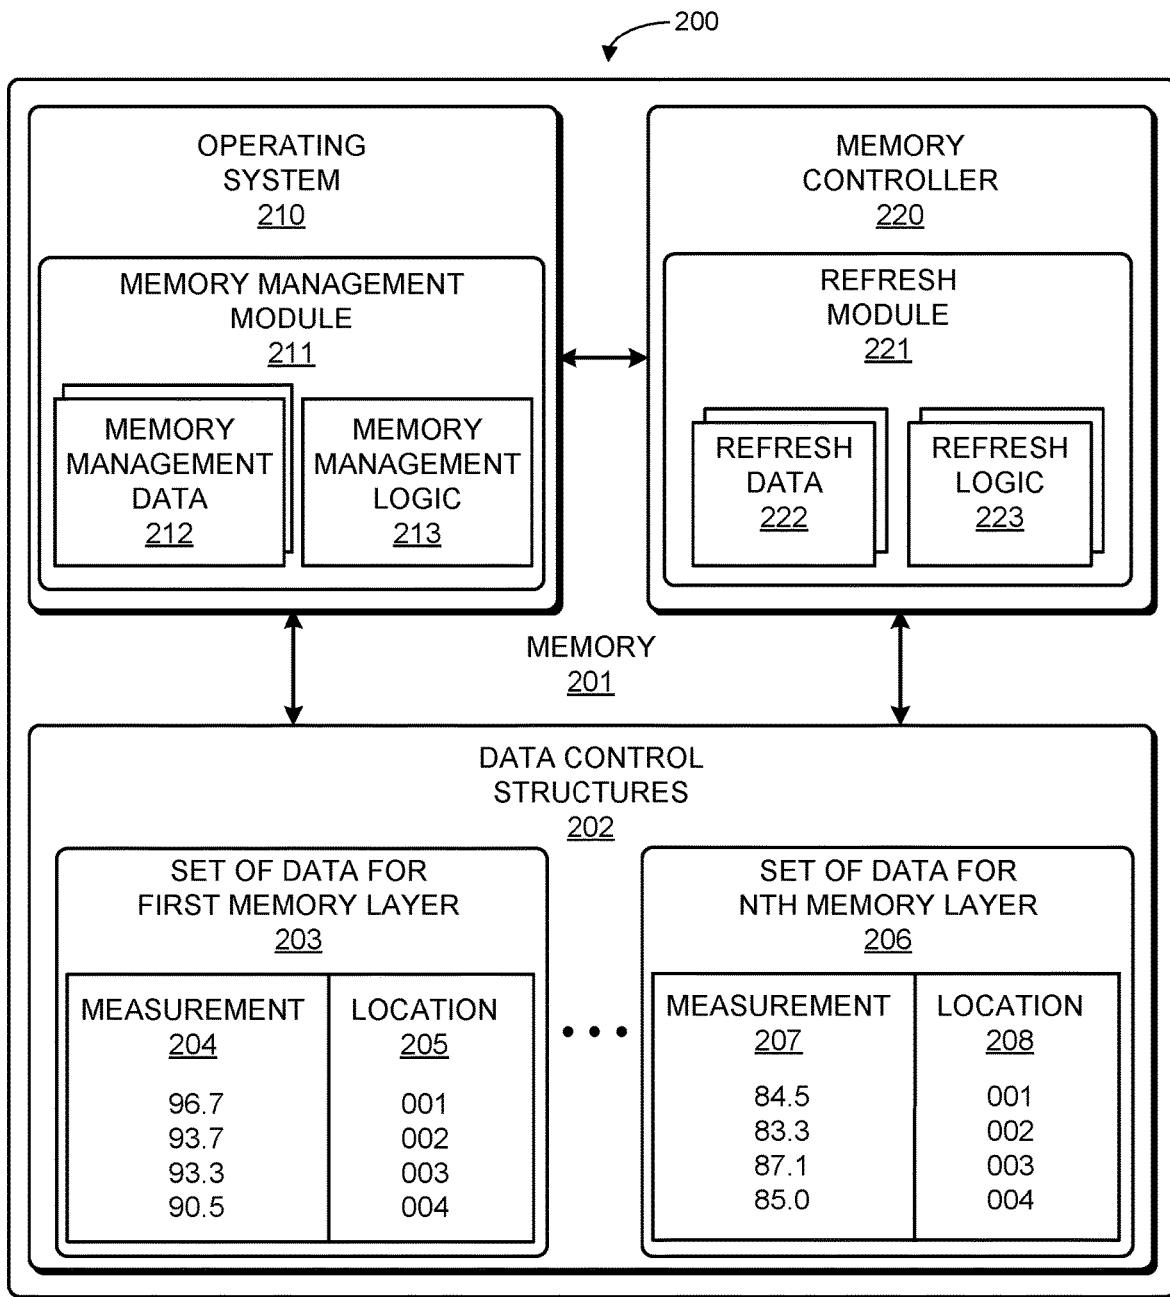 200
OPERATING
SYSTEM
210
MEMORY MANAGEMENT
MODULE
211
MEMORY
MANAGEMENT
DATA
212
MEMORY
MANAGEMENT
LOGIC
213
MEMORY
CONTROLLER
220
REFRESH
MODULE
221
REFRESH
DATA
222
REFRESH
LOGIC
223
MEMORY
201
DATA CONTROL
STRUCTURES
202
SET OF DATA FOR
FIRST MEMORY LAYER
203
MEASUREMENT LOCATION
204 205
96.7 001
93.7 002
93.3 003
90.5 004
SET OF DATA FOR
NTH MEMORY LAYER
206
MEASUREMENT LOCATION
207 208
84.5 001
83.3 002
87.1 003
85.0 004